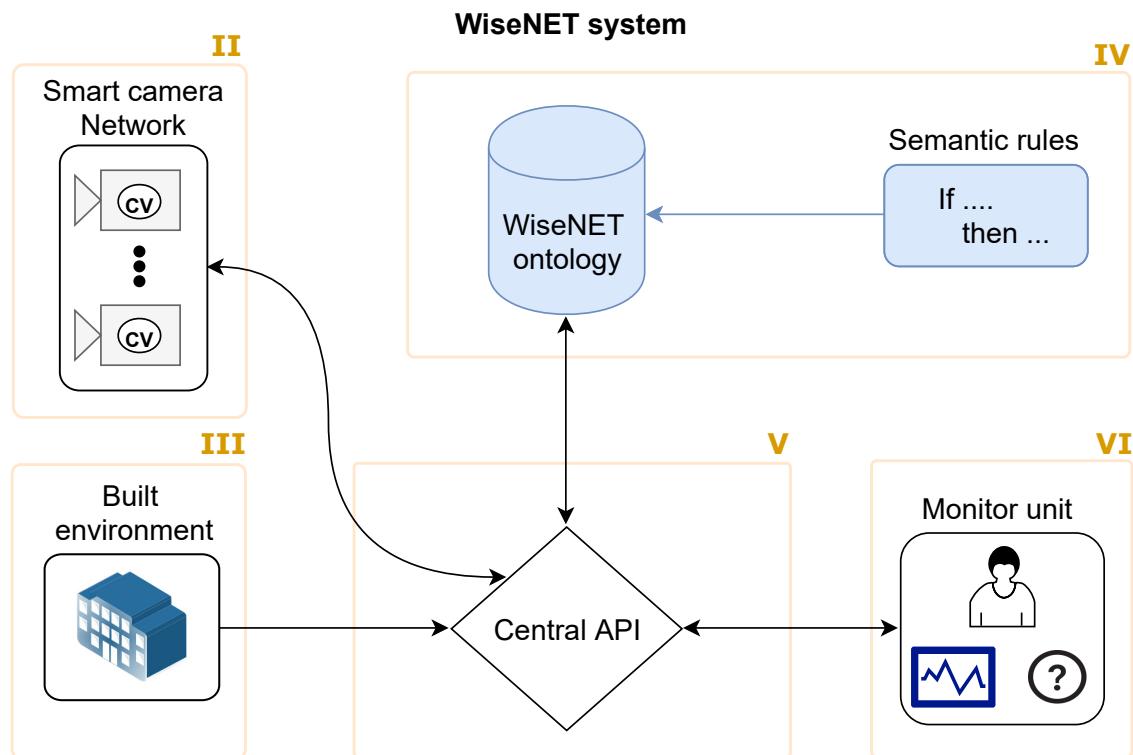 WiseNET system
II
Smart camera
Network
CV
CV
IV
WiseNET
ontology
Semantic rules
If ....
then ...
III
Built
environment
V
Central API
VI
Monitor unit
?